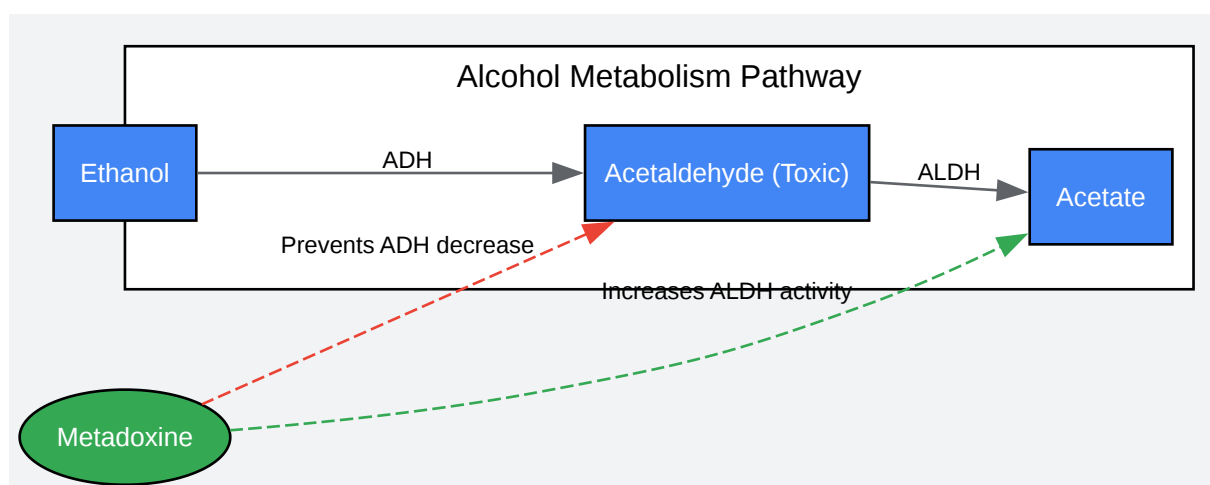 Alcohol Metabolism Pathway
Ethanol
ADH
Acetaldehyde (Toxic)
ALDH
Acetate
Prevents ADH decrease
Increases ALDH activity
Metadoxine